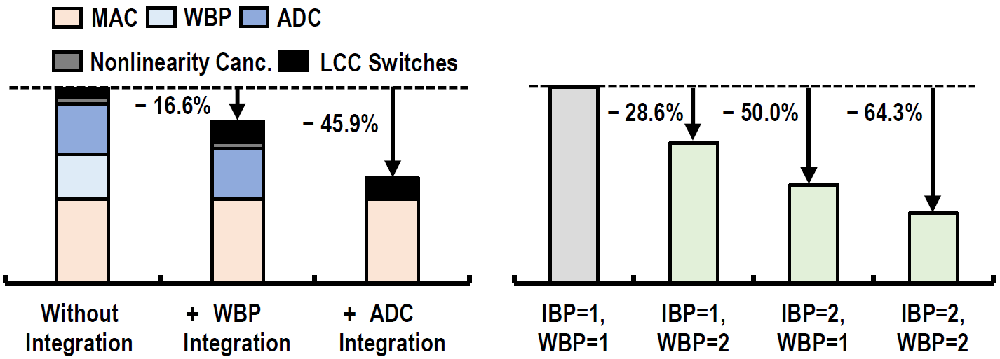 MAC WBP ADC
Nonlinearity Canc. LCC Switches
− 16.6%
− 45.9%
Without
Integration
+ WBP
Integration
+ ADC
Integration
− 28.6%
− 50.0%
− 64.3%
IBP=1,
WBP=1
IBP=1,
WBP=2
IBP=2,
WBP=1
IBP=2,
WBP=2